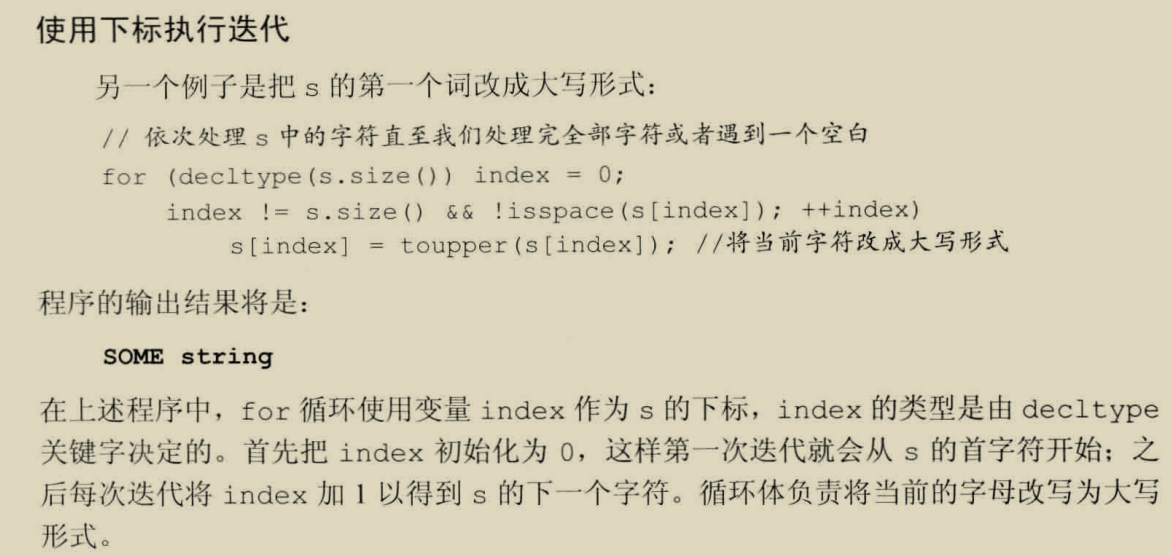 使用下标执行迭代
另一个例子是把 s 的第一个词改成大写形式：
// 依次处理 s 中的字符直至我们处理完全部字符或者遇到一个空白
for (decltype(s.size()) index = 0;
index != s.size() && !isspace(s[index]); ++index)
s[index] = toupper(s[index]); //将当前字符改成大写形式
程序的输出结果将是：
SOME string
在上述程序中，for 循环使用变量 index 作为 s 的下标，index 的类型是由 decltype
关键字决定的。首先把 index 初始化为 0，这样第一次迭代就会从 s 的首字符开始；之
后每次迭代将 index 加 1 以得到 s 的下一个字符。循环体负责将当前的字母改写为大写
形式。